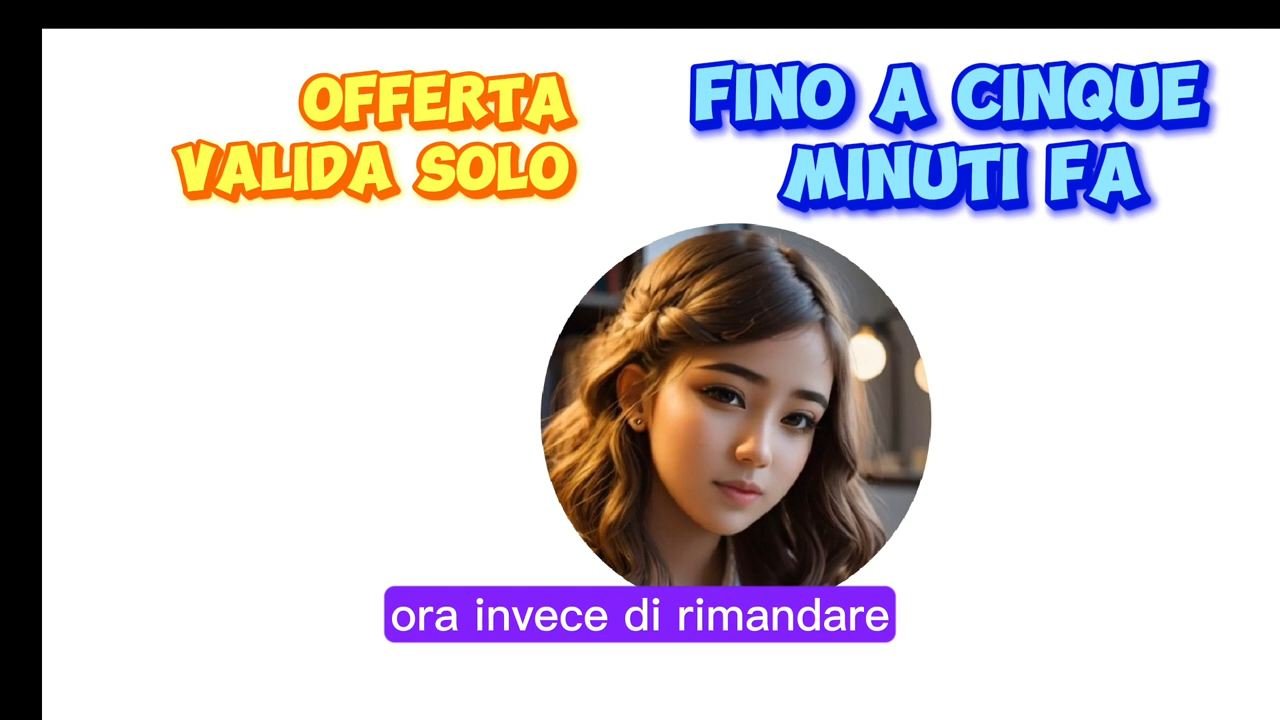 OFFERTA
VALIDA SOLO
FINO A CINQUE
MINUTI FA
ora invece di rimandare